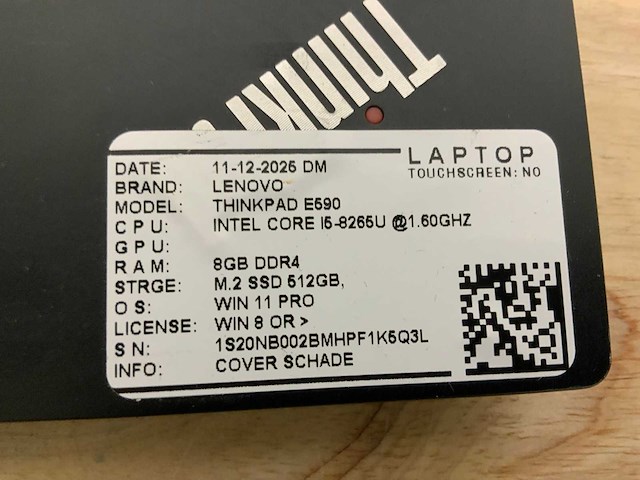 Think
LAPTOP
TOUCHSCREEN: NO
DATE: 11-12-2025 DM
BRAND: LENOVO
MODEL: THINKPAD E590
CPU: INTEL CORE I5-8265U @1.60GHZ
GPU:
RAM: 8GB DDR4
STRGE: M.2 SSD 512GB,
OS: WIN 11 PRO
LICENSE: WIN 8 OR >
SN: 1S20NB002BMHPF1K5Q3L
INFO: COVER SCHADE